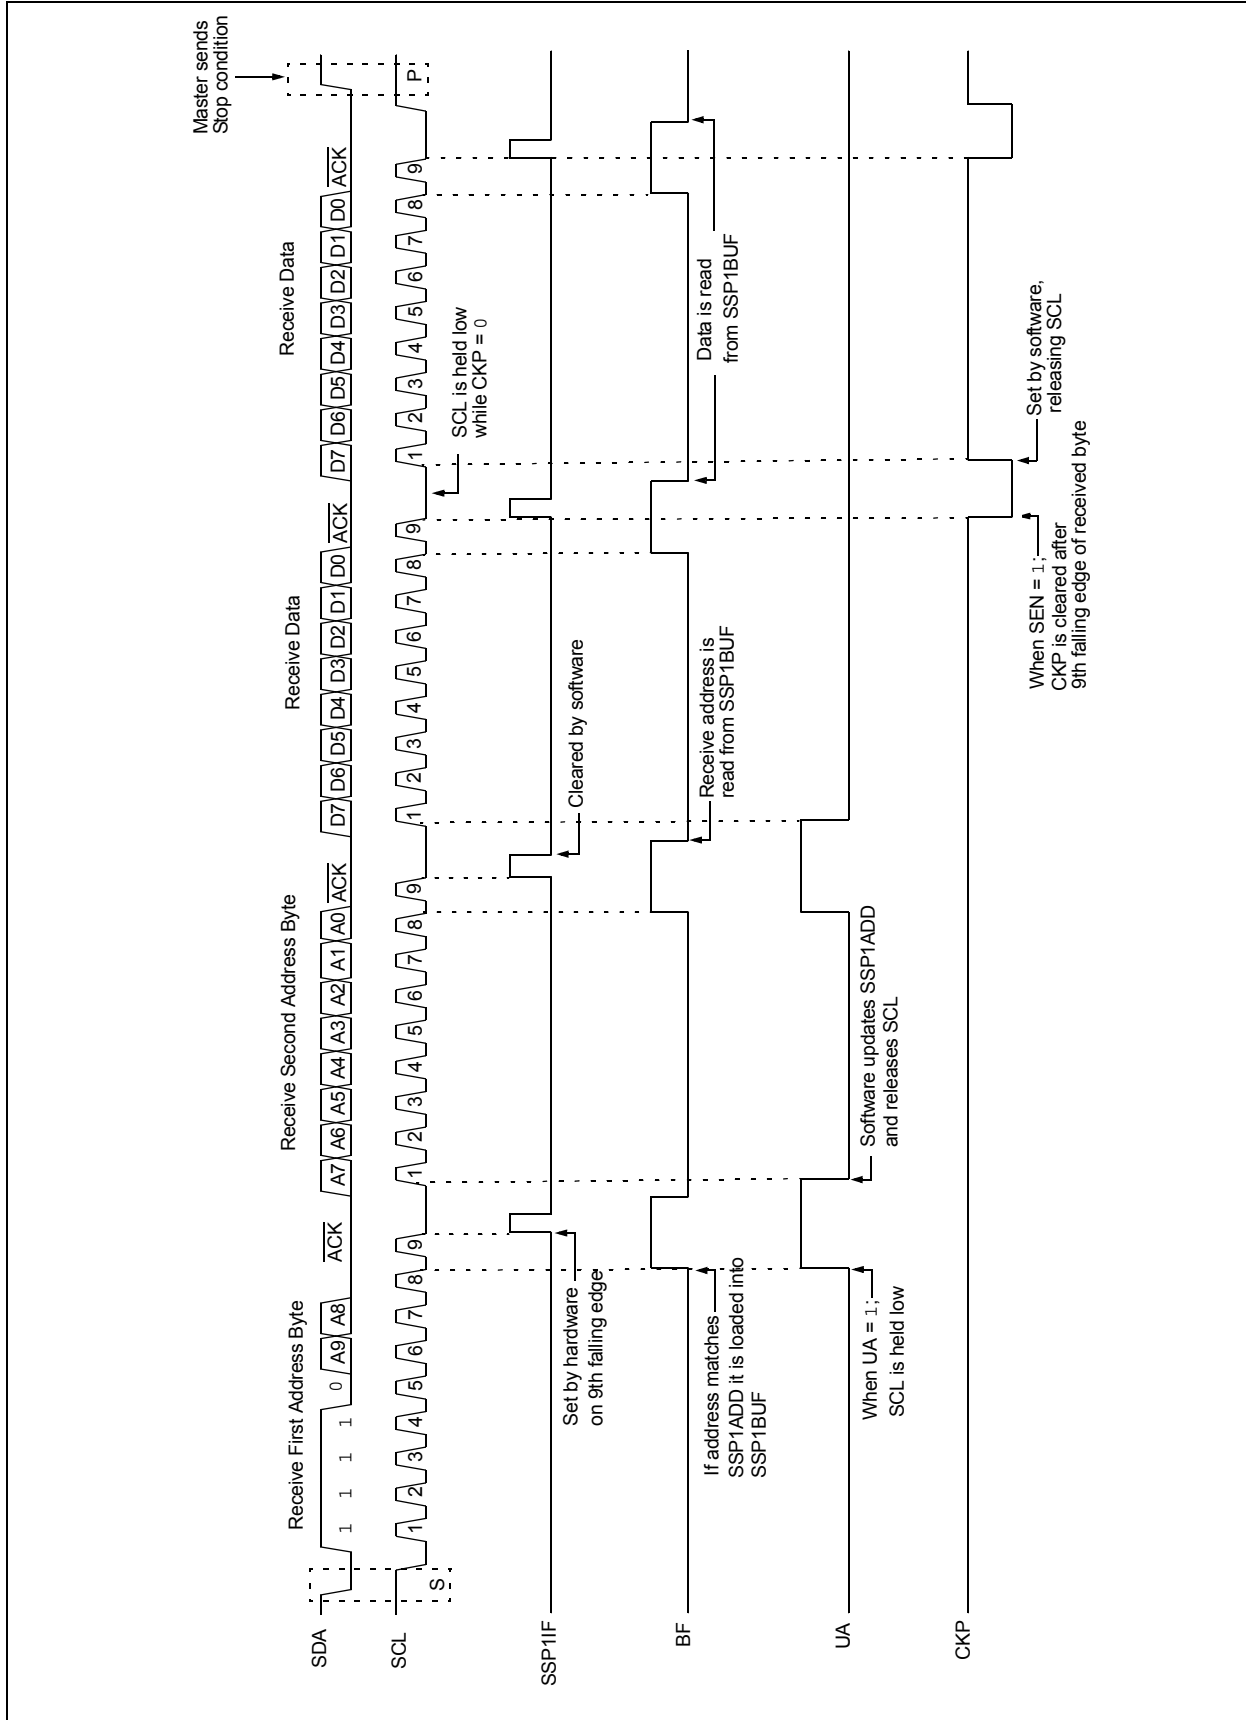 Master sends
Stop condition
Receive First Address Byte
Receive Second Address Byte
Receive Data
Receive Data
SDA
1 1 1 1 0 A9 A8 ACK
A7 A6 A5 A4 A3 A2 A1 A0 ACK
D7 D6 D5 D4 D3 D2 D1 D0 ACK
D7 D6 D5 D4 D3 D2 D1 D0 ACK
SCL
S
1 2 3 4 5 6 7 8 9
1 2 3 4 5 6 7 8 9
1 2 3 4 5 6 7 8 9
1 2 3 4 5 6 7 8 9
P
SCL is held low
while CKP = 0
SSP1IF
Set by hardware
on 9th falling edge
Cleared by software
BF
If address matches
SSP1ADD it is loaded into
SSP1BUF
Receive address is
read from SSP1BUF
Data is read
from SSP1BUF
UA
When UA = 1;
SCL is held low
Software updates SSP1ADD
and releases SCL
CKP
When SEN = 1;
CKP is cleared after
9th falling edge of received byte
Set by software,
releasing SCL